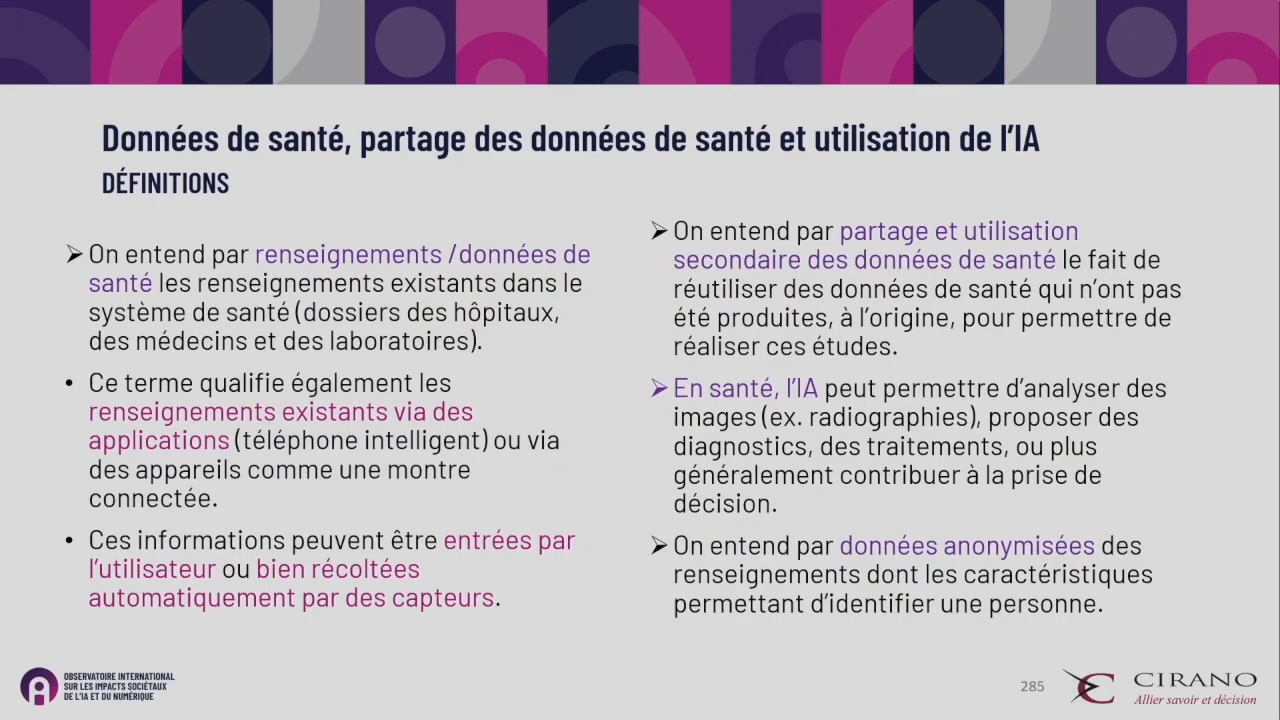 Données de santé, partage des données de santé et utilisation de l'IA
DÉFINITIONS
➢ On entend par renseignements /données de
santé les renseignements existants dans le
système de santé (dossiers des hôpitaux,
des médecins et des laboratoires).
• Ce terme qualifie également les
renseignements existants via des
applications (téléphone intelligent) ou via
des appareils comme une montre
connectée.
• Ces informations peuvent être entrées par
l'utilisateur ou bien récoltées
automatiquement par des capteurs.
➢ On entend par partage et utilisation
secondaire des données de santé le fait de
réutiliser des données de santé qui n'ont pas
été produites, à l'origine, pour permettre de
réaliser ces études.
➢ En santé, l'IA peut permettre d'analyser des
images (ex. radiographies), proposer des
diagnostics, des traitements, ou plus
généralement contribuer à la prise de
décision.
➢ On entend par données anonymisées des
renseignements dont les caractéristiques
permettant d'identifier une personne.
OBSERVATOIRE INTERNATIONAL
SUR LES IMPACTS SOCIÉTAUX
DE L'IA ET DU NUMÉRIQUE
285
CIRANO
Allier savoir et décision